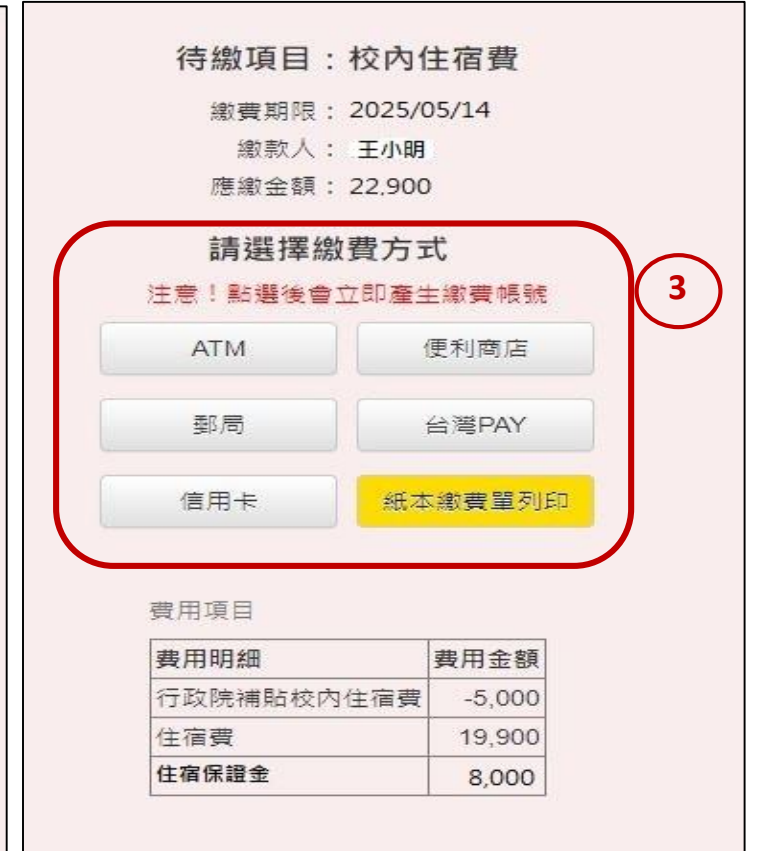 待繳項目：校內住宿費
繳費期限： 2025/05/14
繳款人： 王小明
應繳金額： 22,900
請選擇繳費方式
注意！點選後會立即產生繳費帳號
3
ATM 便利商店
郵局 台灣PAY
信用卡 紙本繳費單列印
費用項目
費用明細 費用金額
行政院補貼校內住宿費 -5,000
住宿費 19,900
住宿保證金 8,000